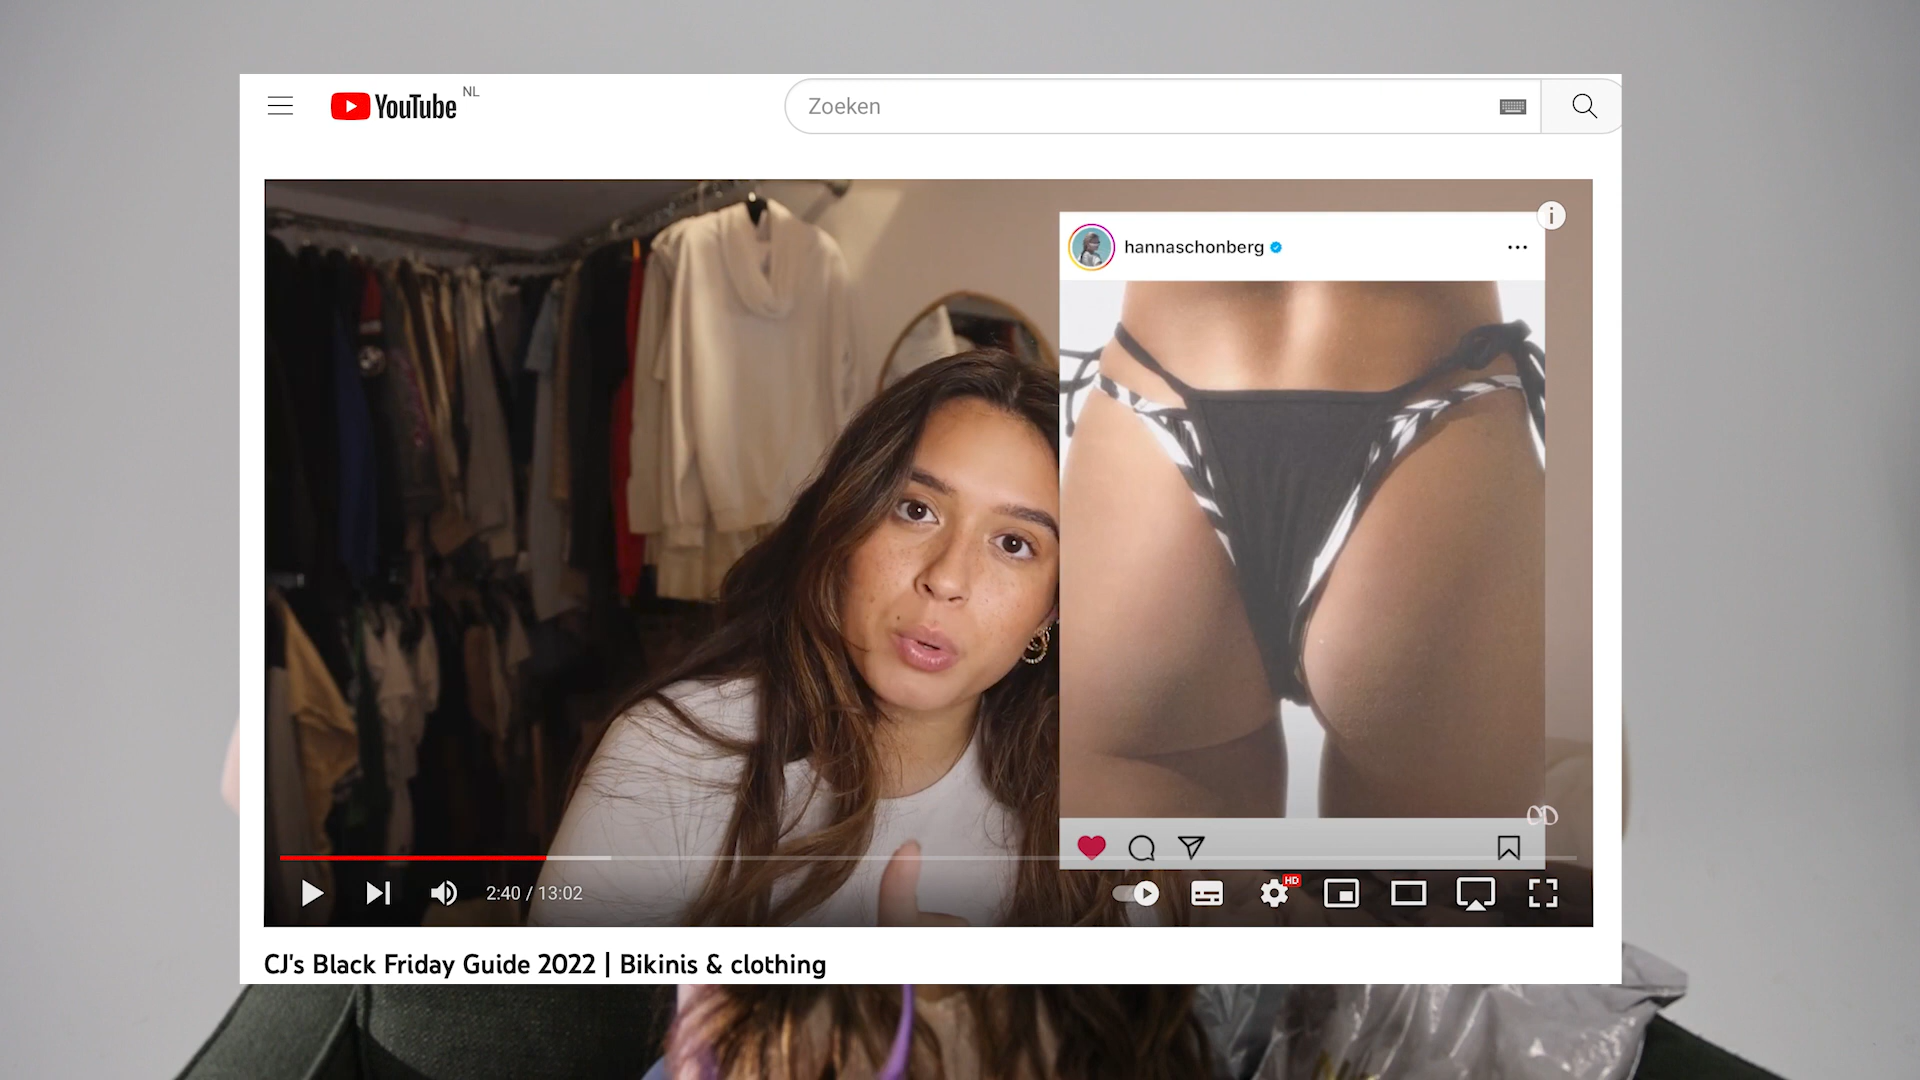 YouTube NL
Zoeken
hannaschonberg
HD
2:40 / 13:02
CJ's Black Friday Guide 2022 | Bikinis & clothing